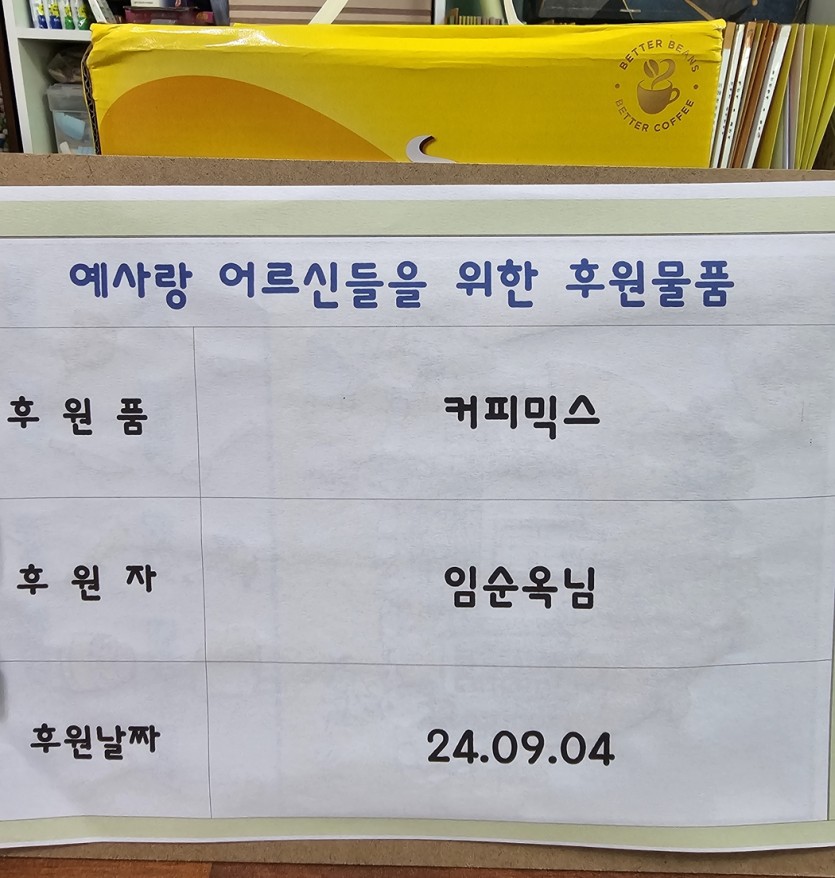 BETTER BEANS
BETTER COFFEE
예사랑 어르신들을 위한 후원물품
후 원 품 커피믹스
후 원 자 임순옥님
후원날짜 24.09.04